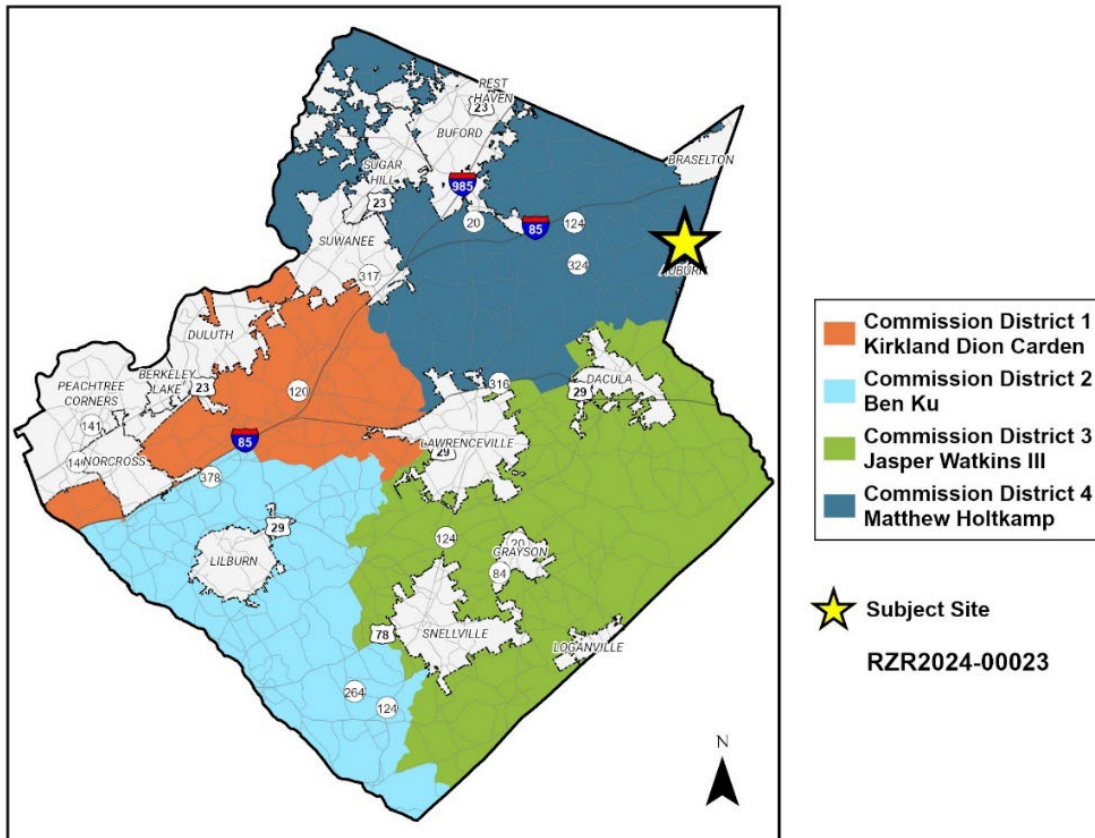 REST
HAVEN
23
BUFORD
BRASELTON
SUGAR
HILL
985
23
20
85
124
SUWANEE
324
AUBURN
317
DULUTH
BERKELEY
LAKE
23
PEACHTREE
CORNERS
120
316
DACULA
29
141
85
LAWRENCEVILLE
29
14
NORCROSS
378
29
LILBURN
124
20
GRAYSON
84
78
SNELLVILLE
LOGANVILLE
264
124
N
Commission District 1
Kirkland Dion Carden
Commission District 2
Ben Ku
Commission District 3
Jasper Watkins III
Commission District 4
Matthew Holtkamp
Subject Site
RZR2024-00023